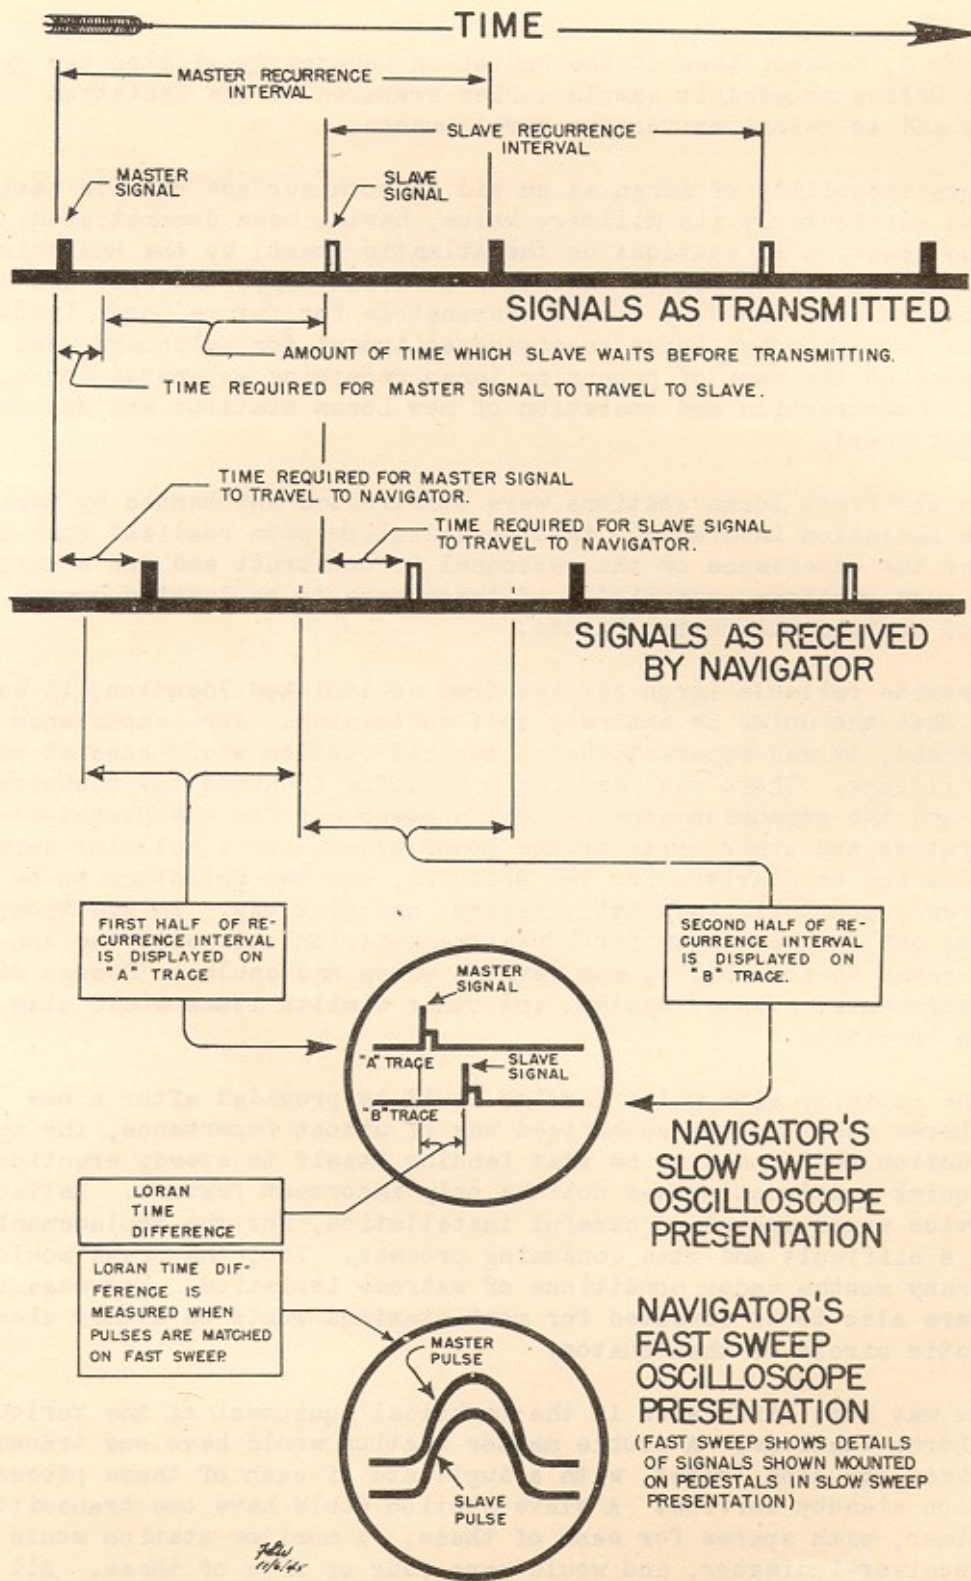 TIME
MASTER RECURRENCE
INTERVAL
SLAVE RECURRENCE
INTERVAL
MASTER
SIGNAL
SLAVE
SIGNAL
SIGNALS AS TRANSMITTED
AMOUNT OF TIME WHICH SLAVE WAITS BEFORE TRANSMITTING.
TIME REQUIRED FOR MASTER SIGNAL TO TRAVEL TO SLAVE.
TIME REQUIRED FOR MASTER SIGNAL
TO TRAVEL TO NAVIGATOR.
TIME REQUIRED FOR SLAVE SIGNAL
TO TRAVEL TO NAVIGATOR.
SIGNALS AS RECEIVED
BY NAVIGATOR
FIRST HALF OF RE-
CURRENCE INTERVAL
IS DISPLAYED ON
"A" TRACE
SECOND HALF OF RE-
CURRENCE INTERVAL
IS DISPLAYED ON
"B" TRACE.
MASTER
SIGNAL
"A" TRACE
SLAVE
SIGNAL
"B" TRACE
NAVIGATOR'S
SLOW SWEEP
OSCILLOSCOPE
PRESENTATION
LORAN
TIME
DIFFERENCE
LORAN TIME DIF-
FERENCE IS
MEASURED WHEN
PULSES ARE MATCHED
ON FAST SWEEP.
MASTER
PULSE
SLAVE
PULSE
NAVIGATOR'S
FAST SWEEP
OSCILLOSCOPE
PRESENTATION
(FAST SWEEP SHOWS DETAILS
OF SIGNALS SHOWN MOUNTED
ON PEDESTALS IN SLOW SWEEP
PRESENTATION)